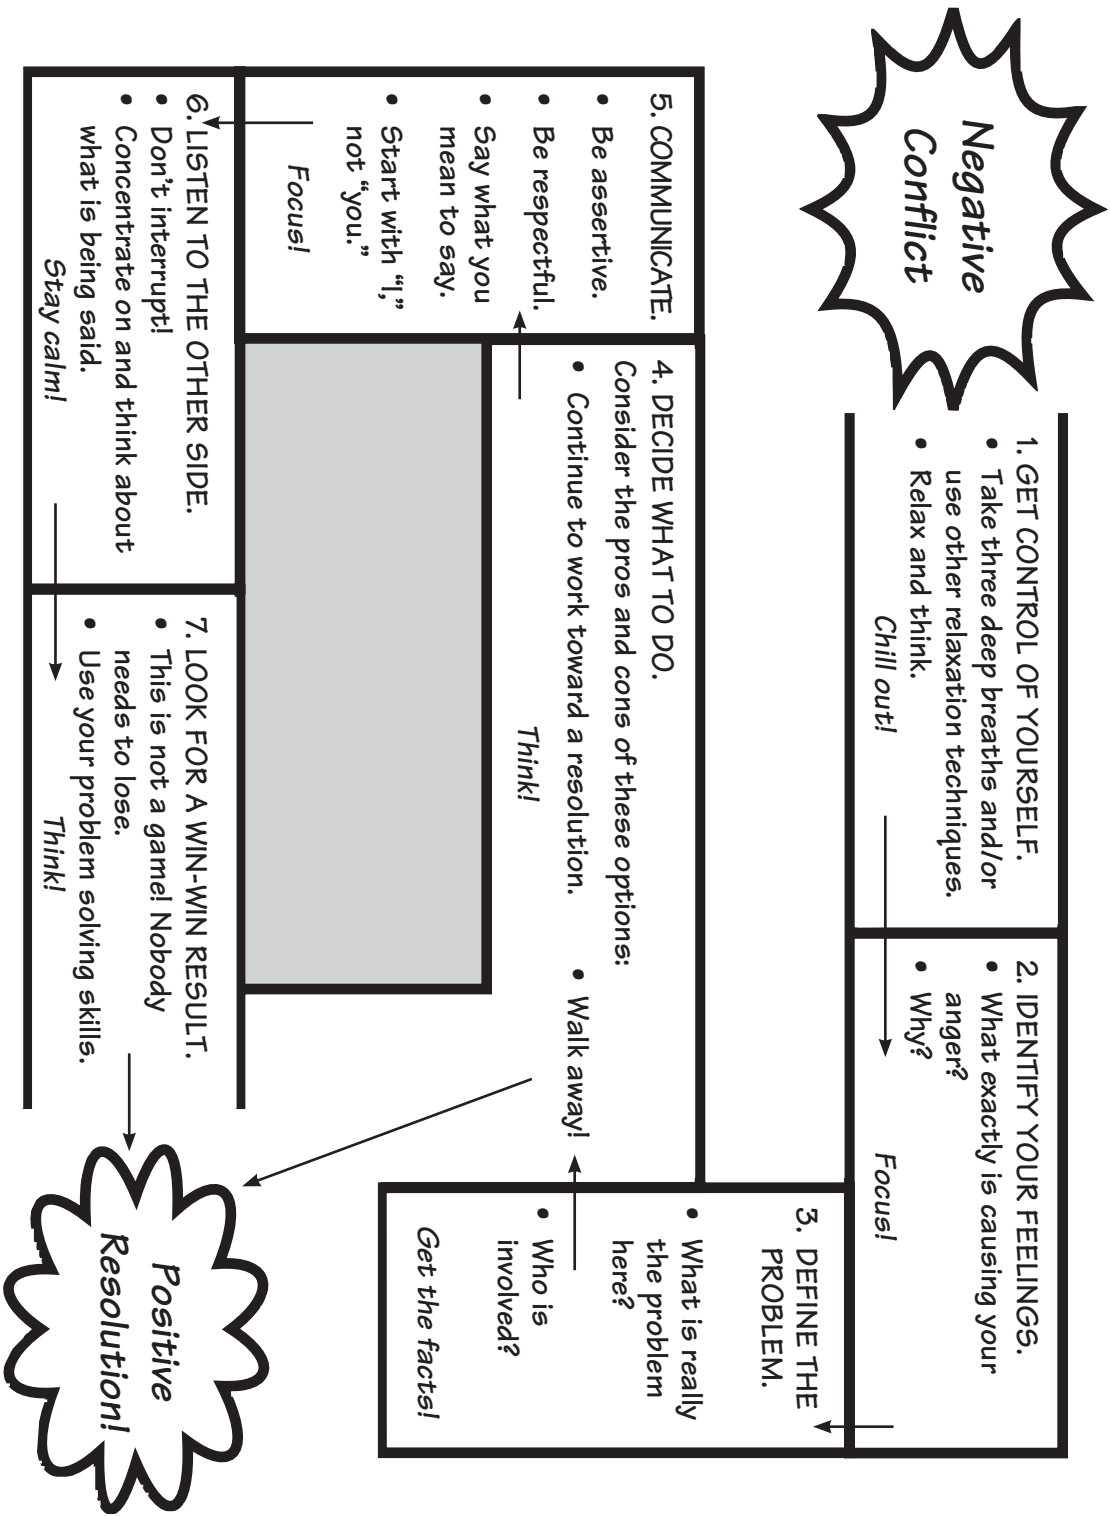 Negative
Conflict
1. GET CONTROL OF YOURSELF.
• Take three deep breaths and/or
use other relaxation techniques.
• Relax and think.
Chill out!
2. IDENTIFY YOUR FEELINGS.
• What exactly is causing your
anger?
• Why?
Focus!
3. DEFINE THE
PROBLEM.
• What is really
the problem
here?
• Who is
involved?
Get the facts!
4. DECIDE WHAT TO DO.
Consider the pros and cons of these options:
• Continue to work toward a resolution.
• Walk away!
Think!
5. COMMUNICATE.
• Be assertive.
• Be respectful.
• Say what you
mean to say.
• Start with “I,”
not “you.”
Focus!
6. LISTEN TO THE OTHER SIDE.
• Don’t interrupt!
• Concentrate on and think about
what is being said.
Stay calm!
7. LOOK FOR A WIN-WIN RESULT.
• This is not a game! Nobody
needs to lose.
• Use your problem solving skills.
Think!
Positive
Resolution!